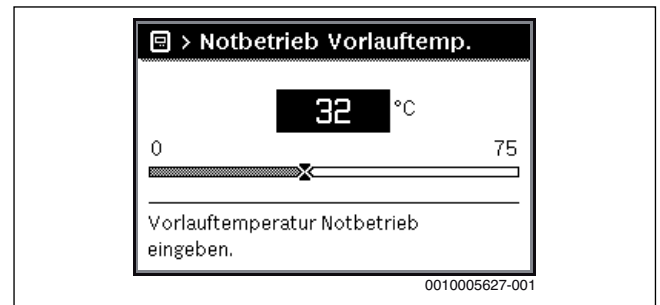 > Notbetrieb Vorlauftemp.
32 °C
0 75
Vorlauftemperatur Notbetrieb
eingeben.
0010005627-001